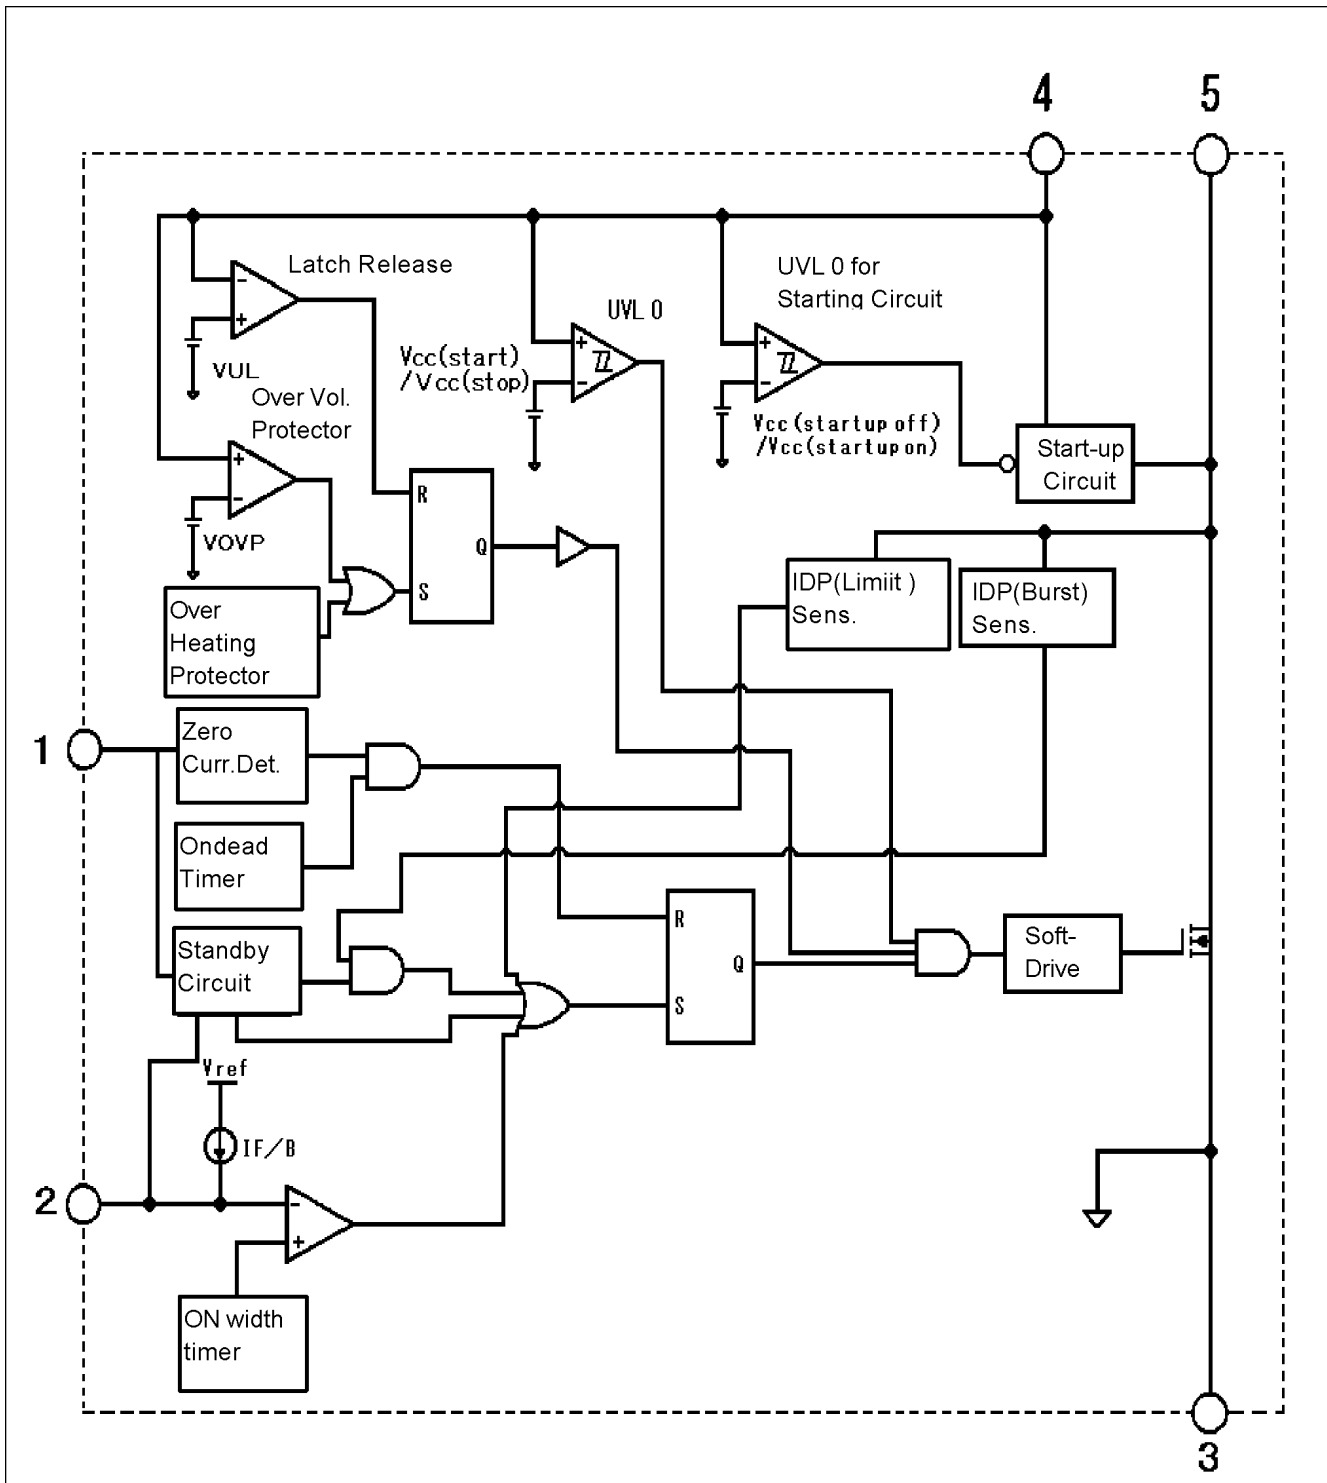 4
5
Latch Release
UVL 0 for
Starting Circuit
UVL 0
-
+
VUL
Vcc(start)
/Vcc(stop)
+
-
+
-
Over Vol.
Protector
Vcc(startup off)
/Vcc(startup on)
Start-up
Circuit
+
-
VOVP
R
Q
S
IDP(Limiit )
Sens.
IDP(Burst)
Sens.
Over
Heating
Protector
1
Zero
Curr.Det.
Ondead
Timer
Standby
Circuit
R
Q
S
Soft-
Drive
Vref
IF/B
2
-
+
ON width
timer
3